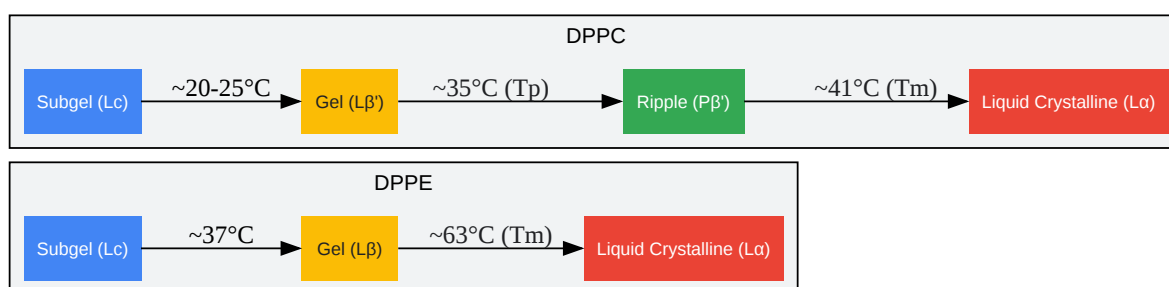 DPPC
Subgel (Lc)
~20-25°C
Gel (Lβ')
~35°C (Tp)
Ripple (Pβ')
~41°C (Tm)
Liquid Crystalline (Lα)
DPPE
Subgel (Lc)
~37°C
Gel (Lβ)
~63°C (Tm)
Liquid Crystalline (Lα)